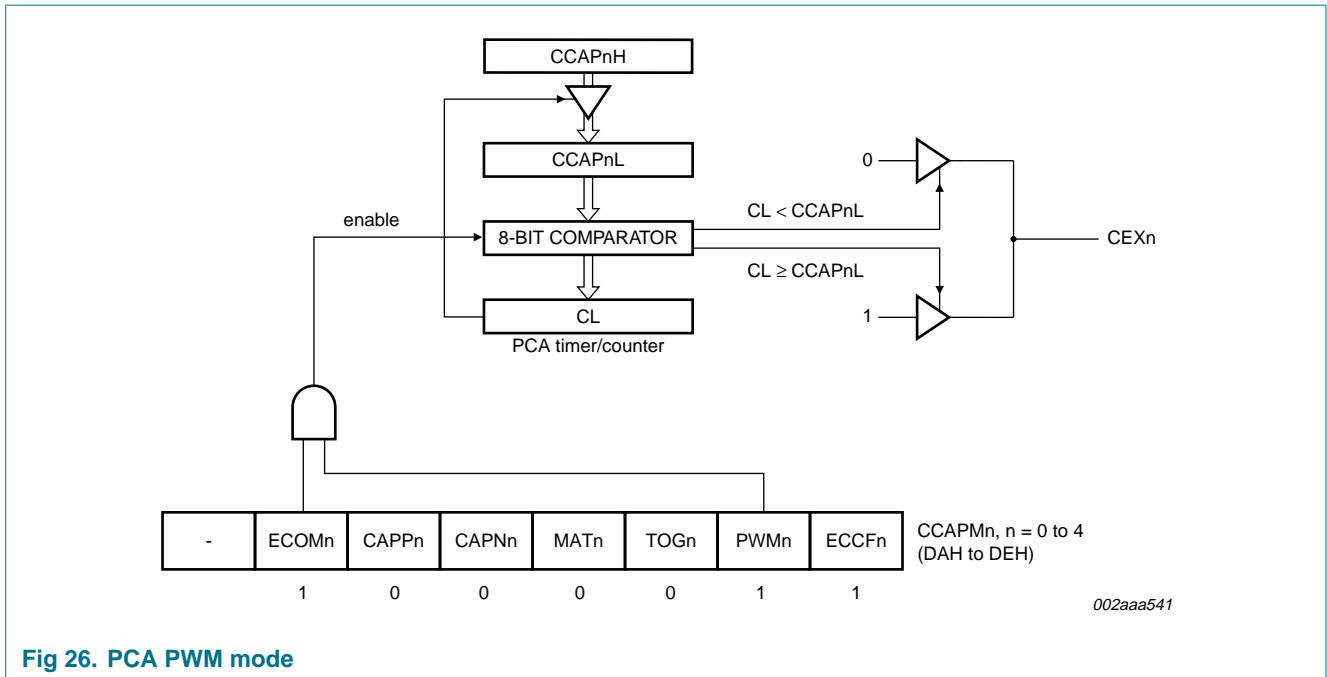 CCAPnH
CCAPnL
0
enable
CL < CCAPnL
8-BIT COMPARATOR
CEXn
CL ≥ CCAPnL
CL
1
PCA timer/counter
- ECOMn CAPPn CAPNn MATn TOGn PWMn ECCFn
CCAPMn, n = 0 to 4
(DAH to DEH)
1 0 0 0 0 1 1
002aaa541
Fig 26. PCA PWM mode